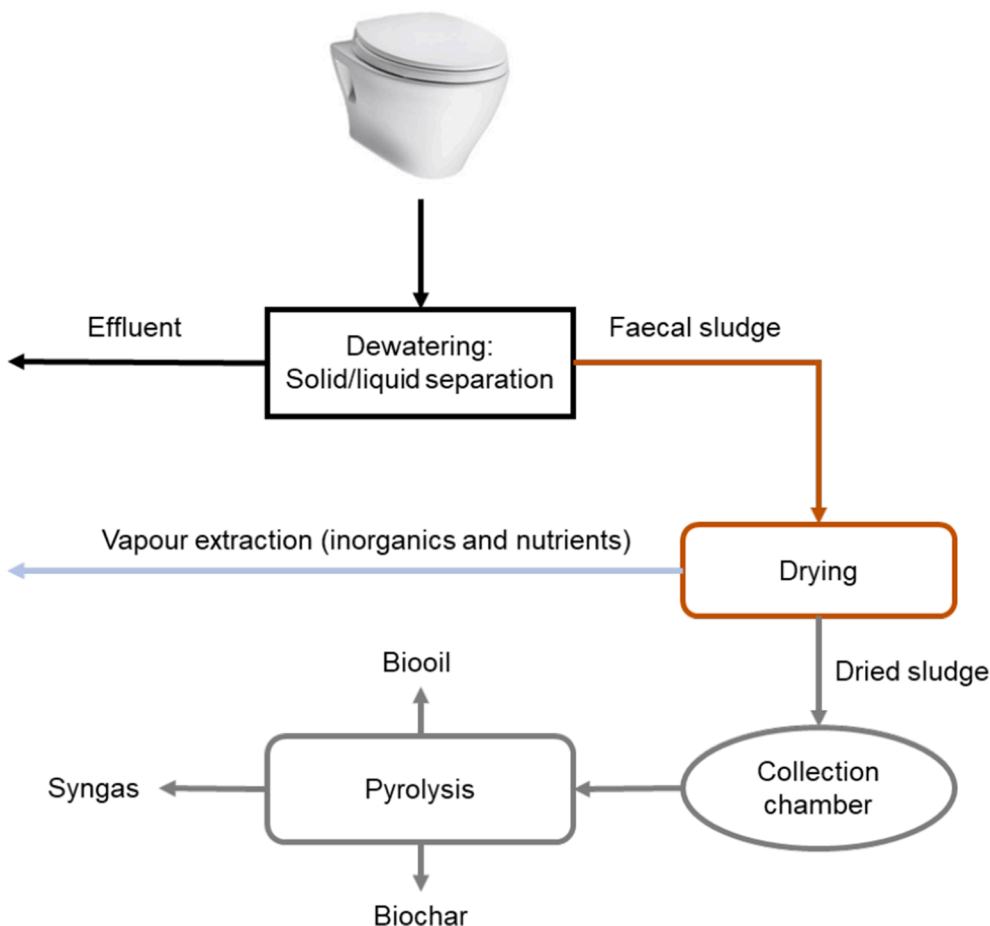 Effluent
Dewatering:
Solid/liquid separation
Faecal sludge
Vapour extraction (inorganics and nutrients)
Drying
Dried sludge
Biooil
Syngas
Pyrolysis
Collection
chamber
Biochar